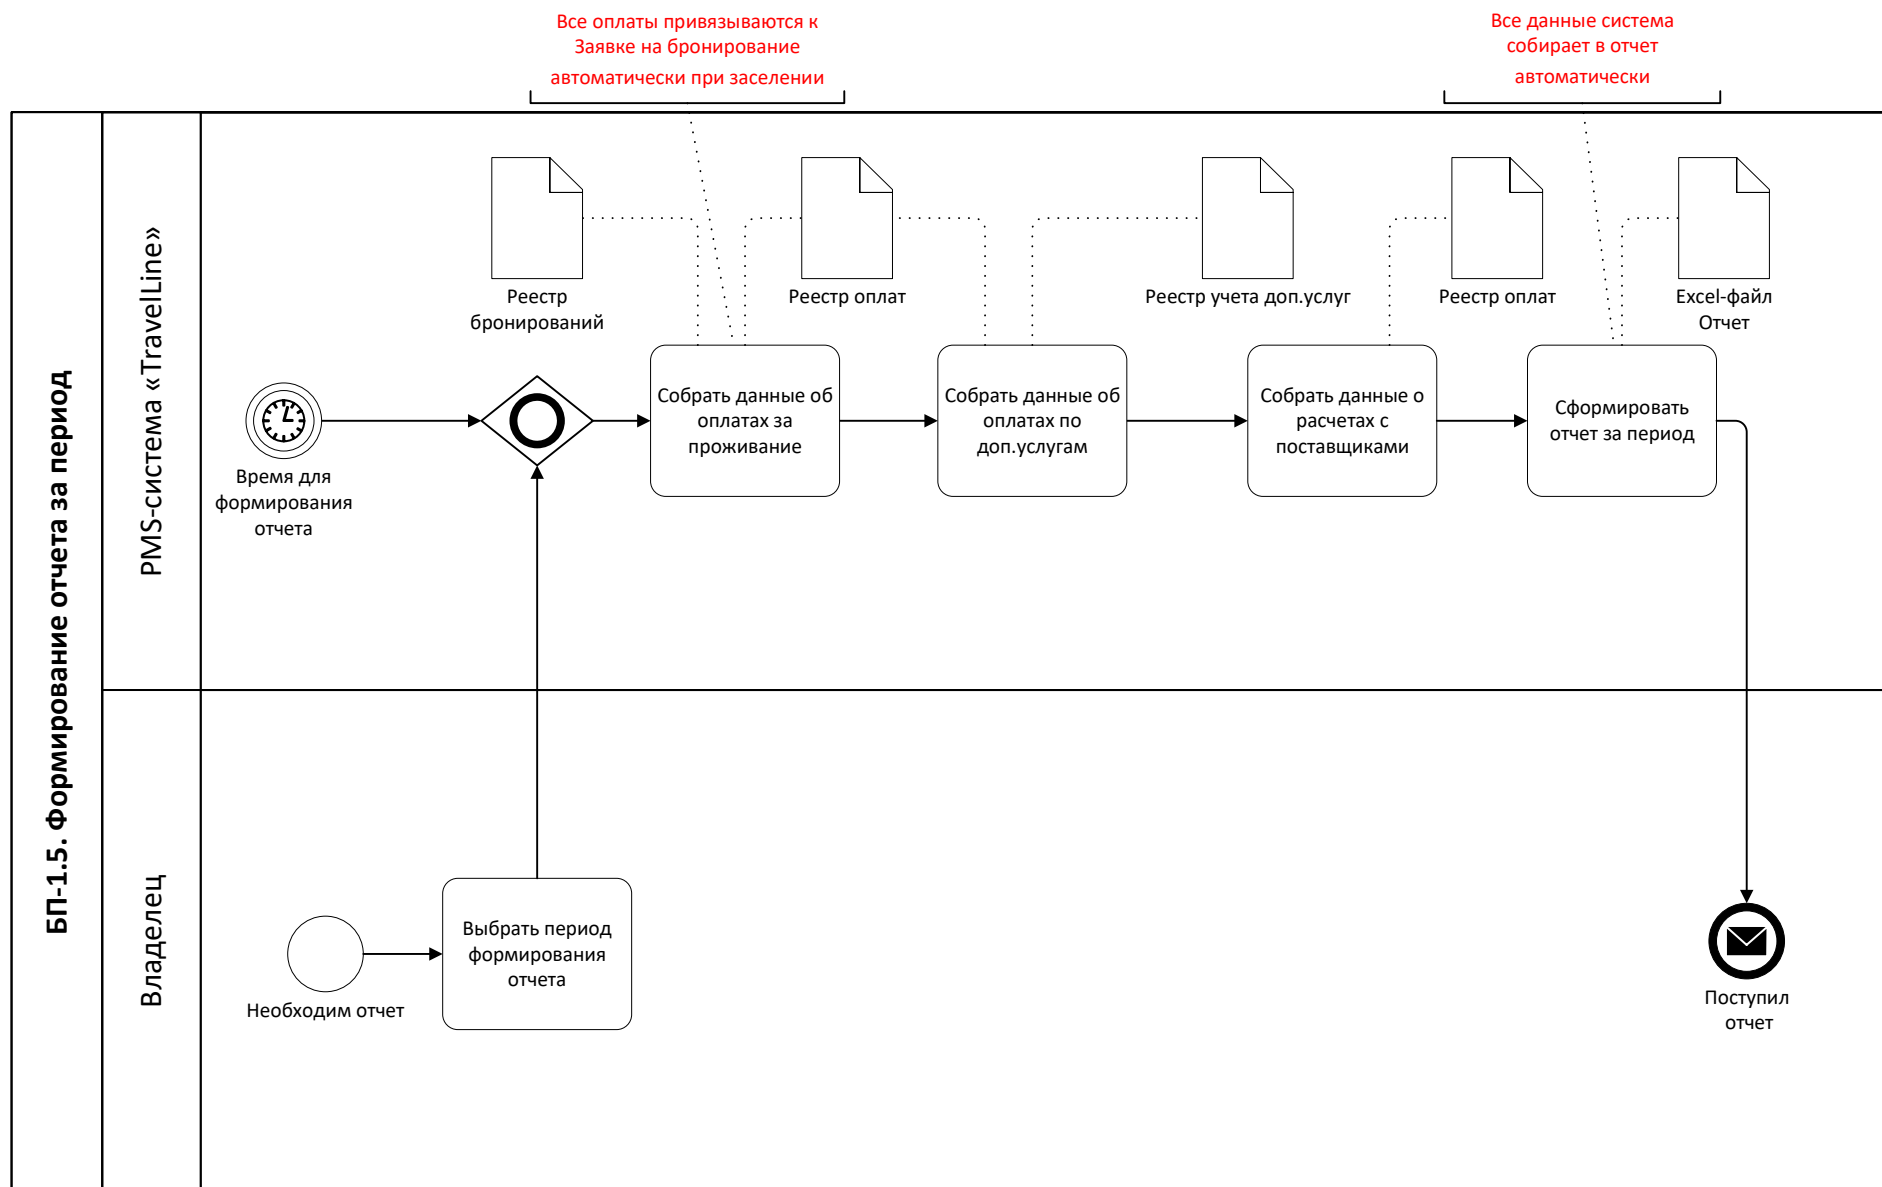 Все оплаты привязываются к
Заявке на бронирование
автоматически при заселении
Все данные система
собирает в отчет
автоматически
БП-1.5. Формирование отчета за период
PMS-система «TravelLine»
Реестр
бронирований
Реестр оплат
Реестр учета доп.услуг
Реестр оплат
Excel-файл
Отчет
Время для
формирования
отчета
Собрать данные об
оплатах за
проживание
Собрать данные об
оплатах по
доп.услугам
Собрать данные о
расчетах с
поставщиками
Сформировать
отчет за период
Владелец
Необходим отчет
Выбрать период
формирования
отчета
Поступил
отчет